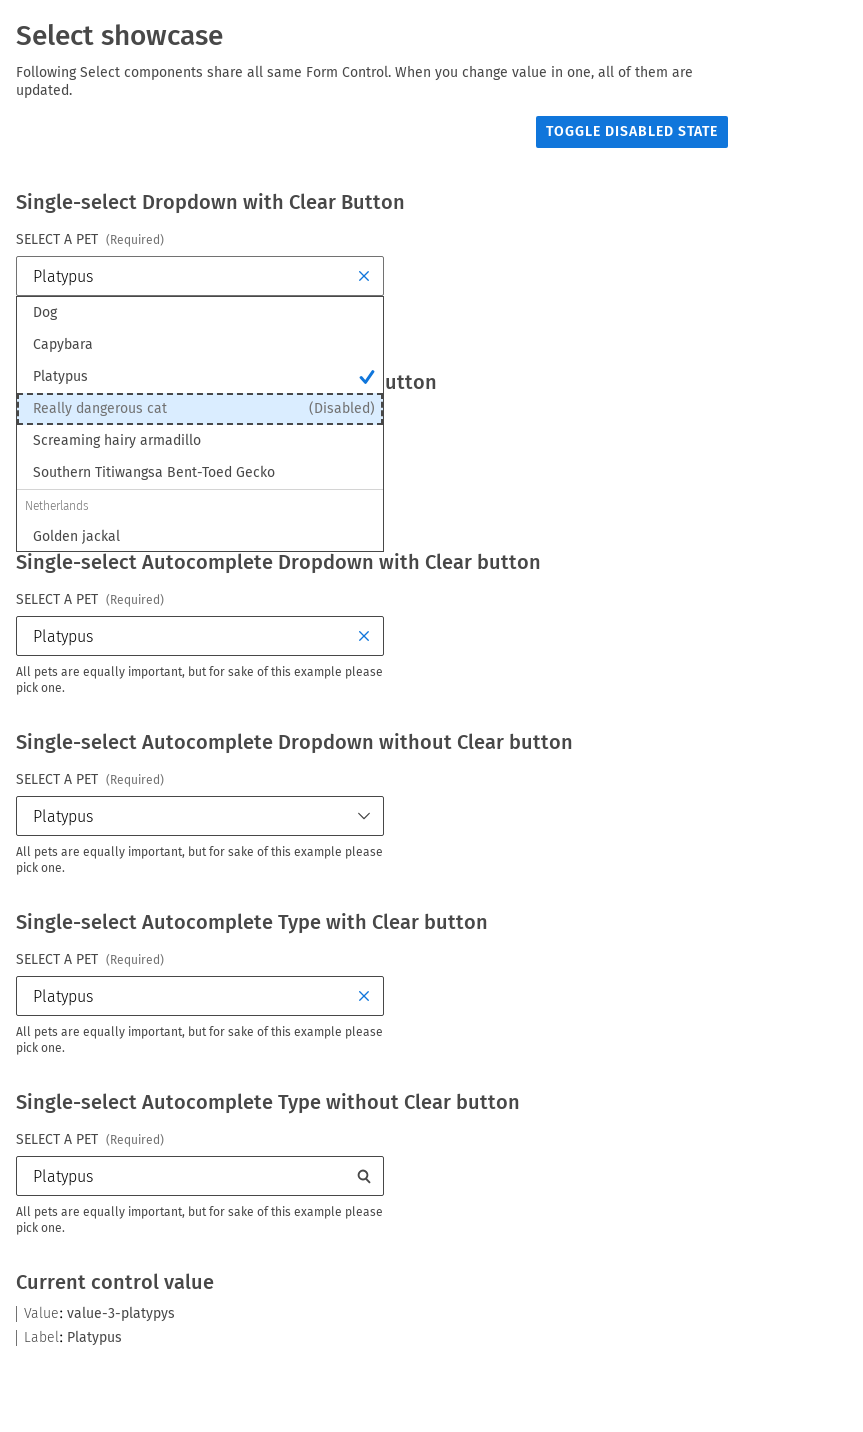 Select showcase
Following Select components share all same Form Control. When you change value in one, all of them are
updated.
TOGGLE DISABLED STATE
Single-select Dropdown with Clear Button
SELECT A PET (Required)
Platypus
Dog
Capybara
Platypus
utton
Really dangerous cat (Disabled)
Screaming hairy armadillo
Southern Titiwangsa Bent-Toed Gecko
Netherlands
Golden jackal
Single-select Autocomplete Dropdown with Clear button
SELECT A PET (Required)
Platypus
All pets are equally important, but for sake of this example please
pick one.
Single-select Autocomplete Dropdown without Clear button
SELECT A PET (Required)
Platypus
All pets are equally important, but for sake of this example please
pick one.
Single-select Autocomplete Type with Clear button
SELECT A PET (Required)
Platypus
All pets are equally important, but for sake of this example please
pick one.
Single-select Autocomplete Type without Clear button
SELECT A PET (Required)
Platypus
All pets are equally important, but for sake of this example please
pick one.
Current control value
Value: value-3-platypys
Label: Platypus